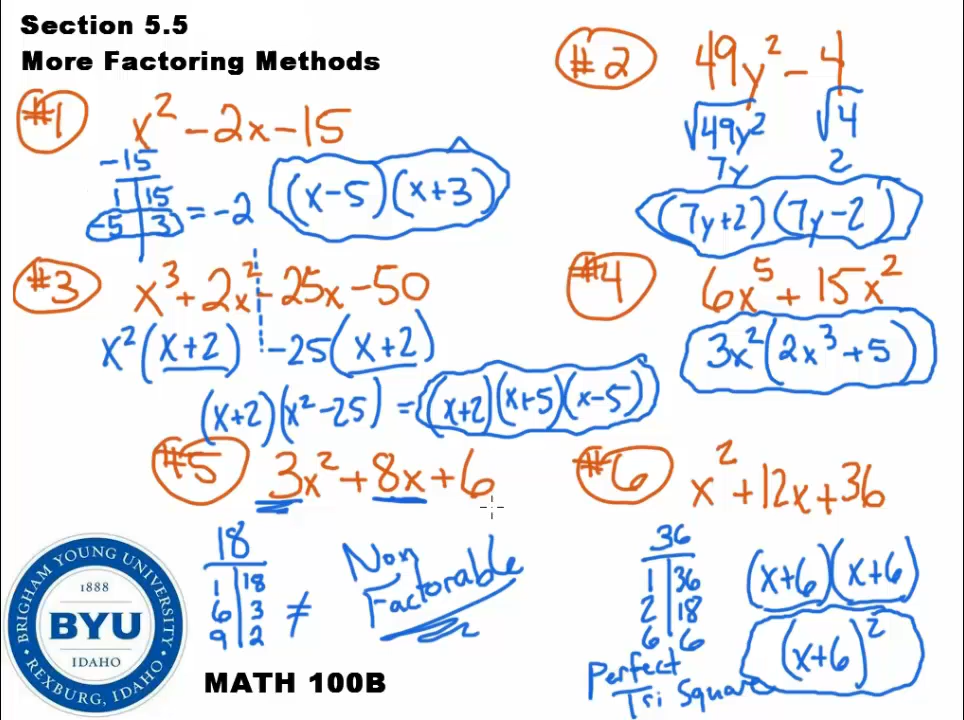 Section 5.5
More Factoring Methods
#1 x² - 2x - 15
-15
1 15
-5 3 = -2
(x-5)(x+3)
#2 49y² - 4
√49y² √4
7y 2
(7y+2)(7y-2)
#3 x³+2x²-25x-50
x²(x+2) -25(x+2)
(x+2)(x²-25) = (x+2)(x+5)(x-5)
#4 6x⁵ + 15x²
3x²(2x³+5)
#5 3x² + 8x + 6
18
1 18
6 3 ≠
9 2
Non
Factorable
#6 x² + 12x + 36
36
1 36
2 18
6 6
(x+6)(x+6)
(x+6)²
Perfect
Tri Square
BRIGHAM YOUNG UNIVERSITY
1888
BYU
IDAHO
REXBURG, IDAHO
MATH 100B